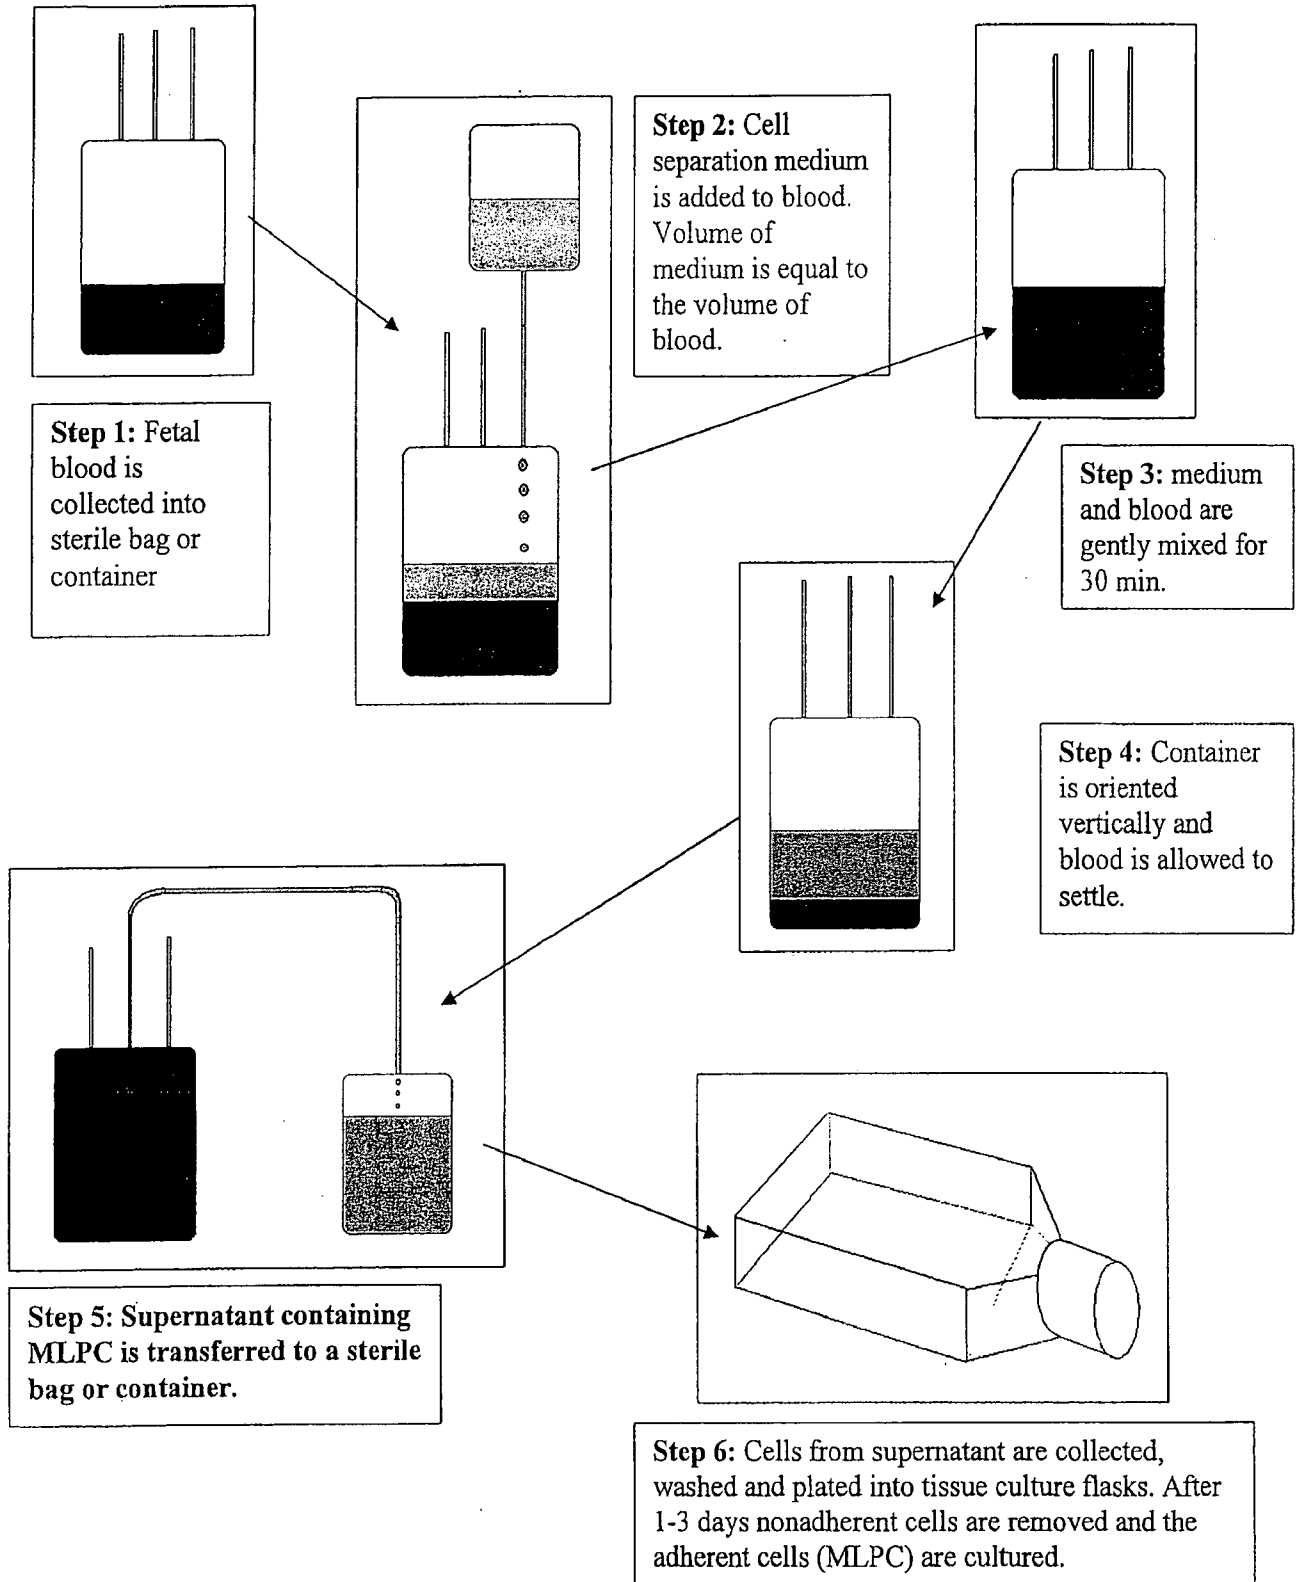 Step 1: Fetal
blood is
collected into
sterile bag or
container
Step 2: Cell
separation medium
is added to blood.
Volume of
medium is equal to
the volume of
blood.
Step 3: medium
and blood are
gently mixed for
30 min.
Step 4: Container
is oriented
vertically and
blood is allowed to
settle.
Step 5: Supernatant containing
MLPC is transferred to a sterile
bag or container.
Step 6: Cells from supernatant are collected,
washed and plated into tissue culture flasks. After
1-3 days nonadherent cells are removed and the
adherent cells (MLPC) are cultured.